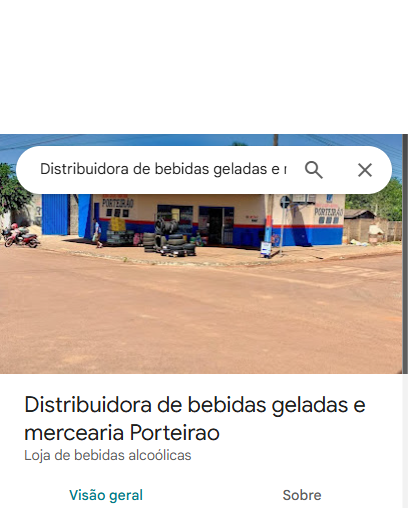 Distribuidora de bebidas geladas e
PORTEIRÃO
PORTEIRÃO
Distribuidora de bebidas geladas e
mercearia Porteirao
Loja de bebidas alcoólicas
Visão geral Sobre